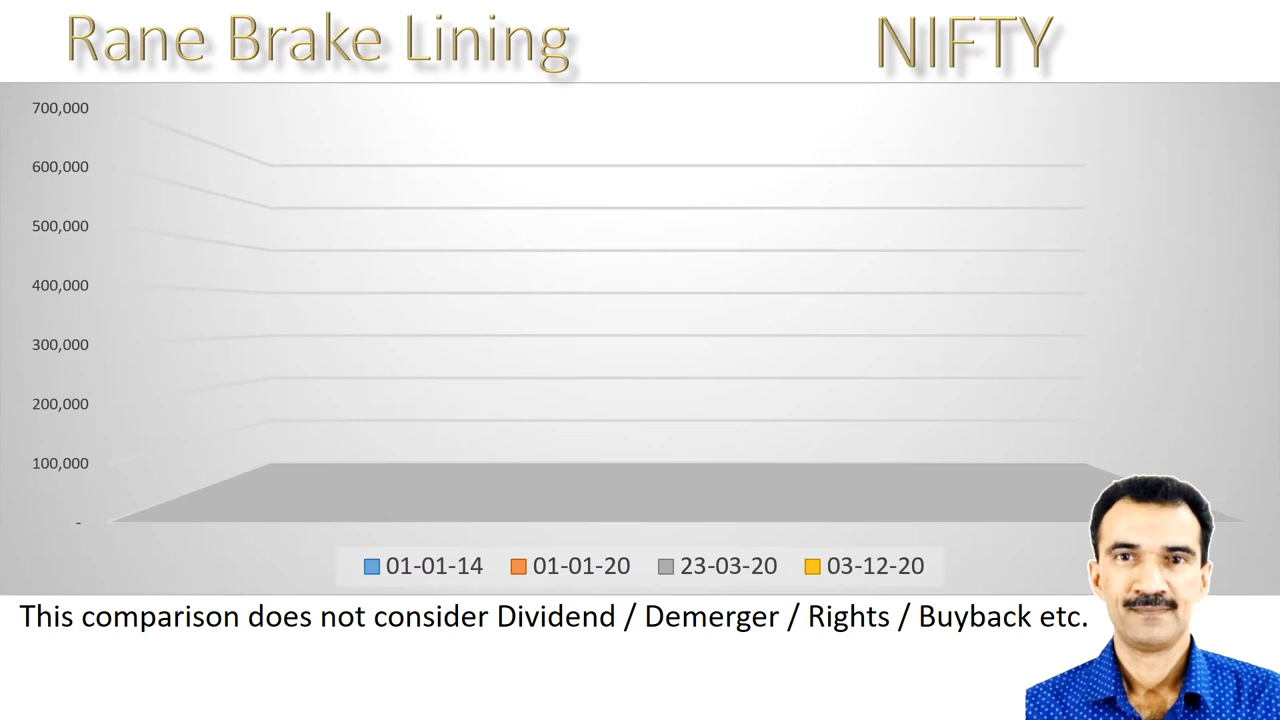 Rane Brake Lining NIFTY
700,000
600,000
500,000
400,000
300,000
200,000
100,000
-
01-01-14 01-01-20 23-03-20 03-12-20
This comparison does not consider Dividend / Demerger / Rights / Buyback etc.